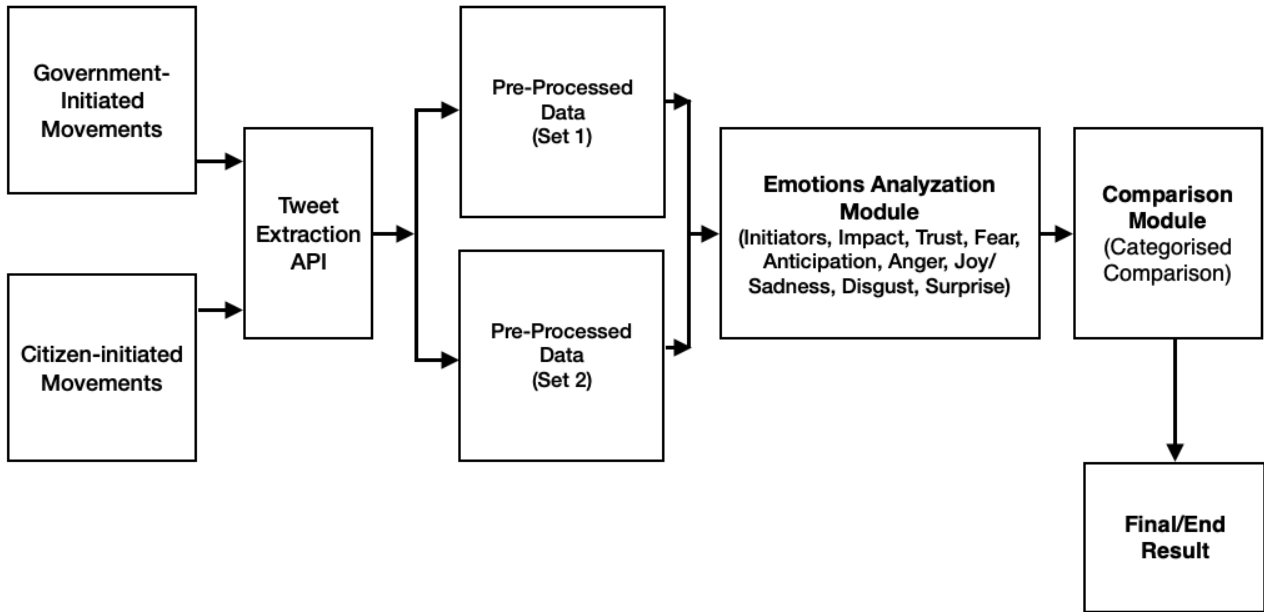 Government-
Initiated
Movements
Citizen-initiated
Movements
Tweet
Extraction
API
Pre-Processed
Data
(Set 1)
Pre-Processed
Data
(Set 2)
Emotions Analyzation
Module
(Initiators, Impact, Trust, Fear,
Anticipation, Anger, Joy/
Sadness, Disgust, Surprise)
Comparison
Module
(Categorised
Comparison)
Final/End
Result